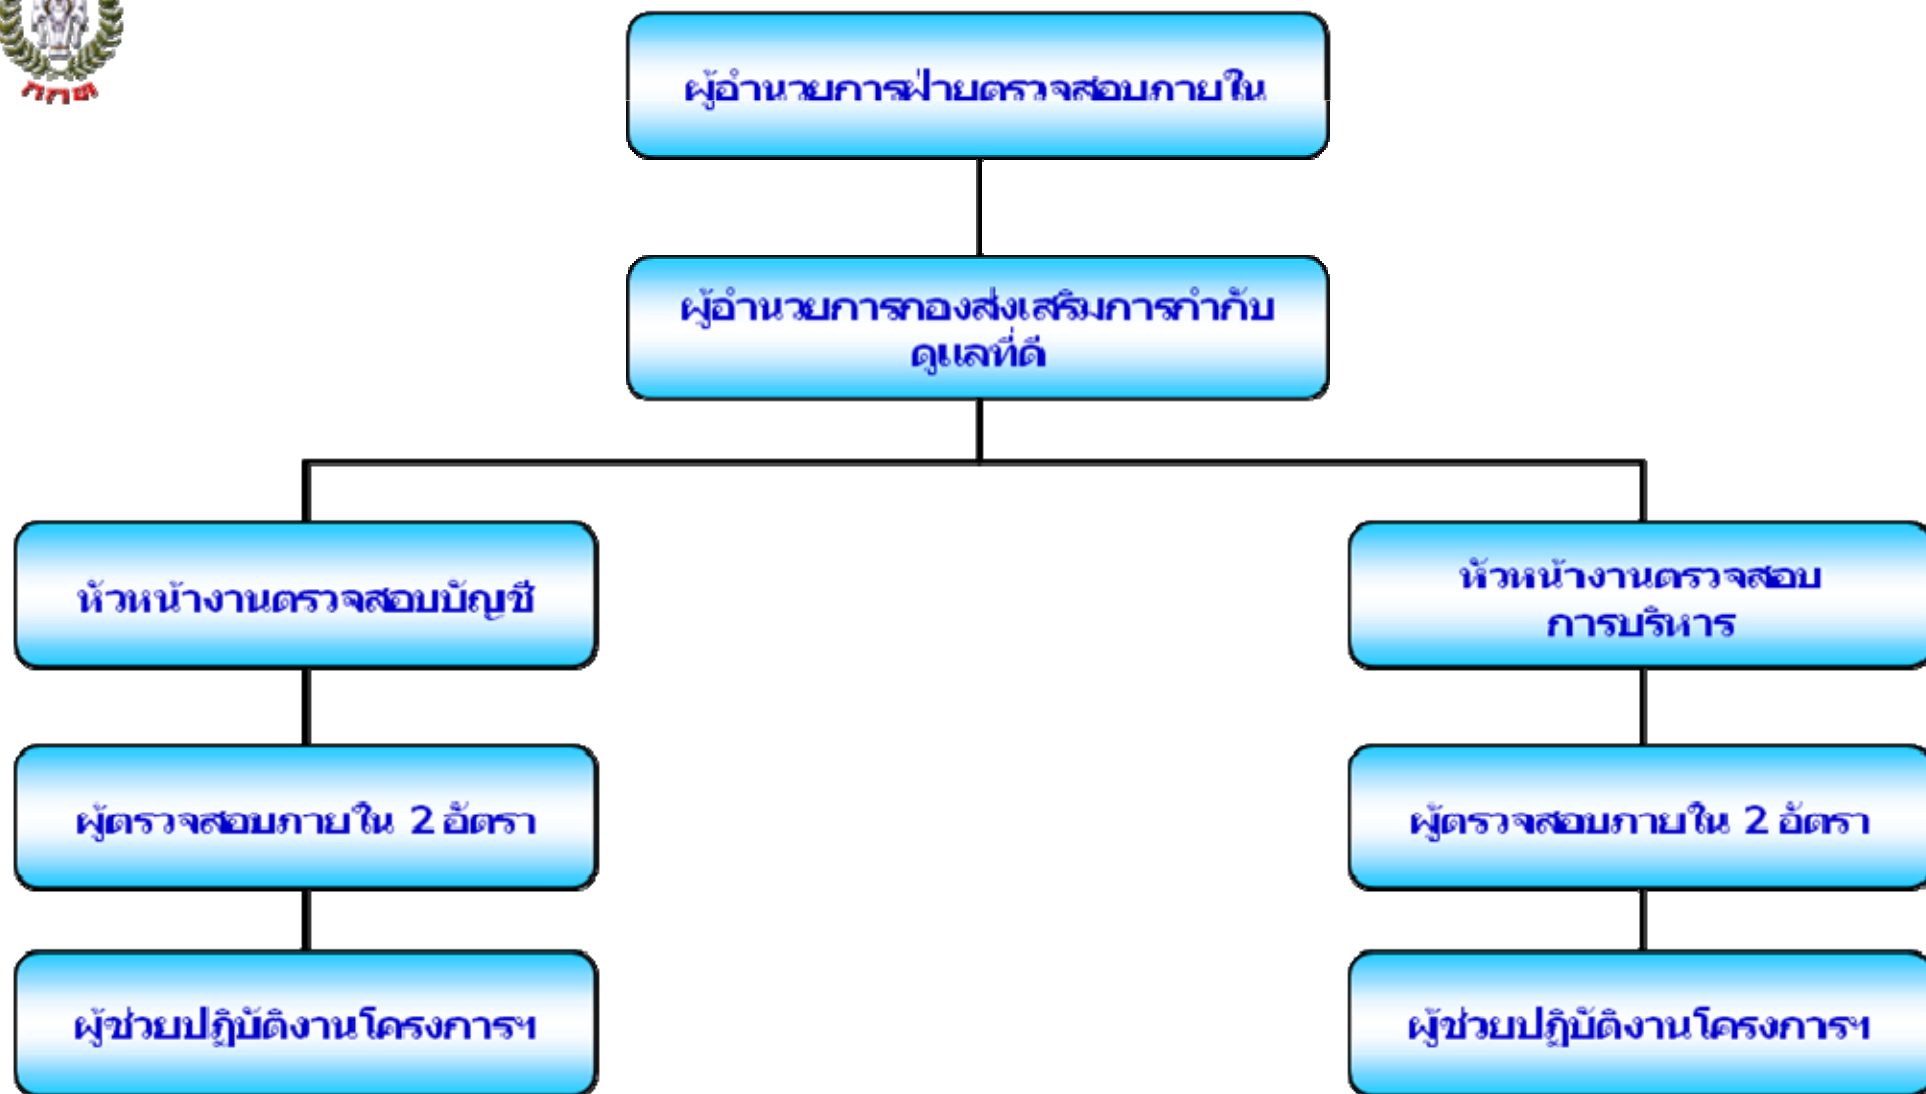 กกท
ผู้อำนวยการฝ่ายตรวจสอบภายใน
ผู้อำนวยการกองส่งเสริมการกำกับ
ดูแลที่ดี
หัวหน้างานตรวจสอบบัญชี
หัวหน้างานตรวจสอบ
การบริหาร
ผู้ตรวจสอบภายใน 2 อัตรา
ผู้ตรวจสอบภายใน 2 อัตรา
ผู้ช่วยปฏิบัติงานโครงการฯ
ผู้ช่วยปฏิบัติงานโครงการฯ